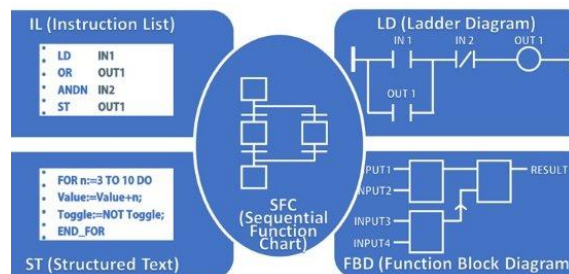 IL (Instruction List)
LD IN1
OR OUT1
ANDN IN2
ST OUT1
LD (Ladder Diagram)
IN 1 IN 2 OUT 1
OUT 1
SFC
(Sequential
Function
Chart)
FOR n:=3 TO 10 DO
Value:=Value+n;
Toggle:=NOT Toggle;
END_FOR
ST (Structured Text)
NPUT1
NPUT2
INPUT3
INPUT4
RESULT
FBD (Function Block Diagram